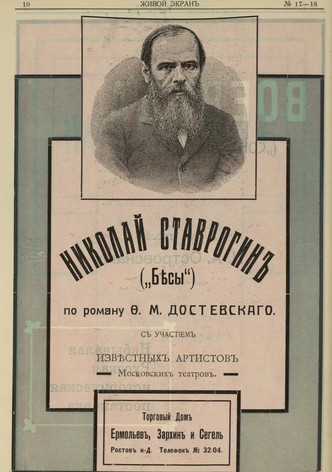 10
ЖИВОЙ ЭКРАНЪ
№ 17—18
НИКОЛАЙ СТАВРОГИНЪ
(„Бѣсы“)
по роману Ѳ. М. ДОСТЕВСКАГО.
СЪ УЧАСТІЕМЪ
ИЗВѢСТНЫХЪ АРТИСТОВЪ
— Московскихъ театровъ. —
Торговый Домъ
Ермольевъ, Зархинъ и Сегель
Ростовъ н-Д. Телефонъ № 32.04.